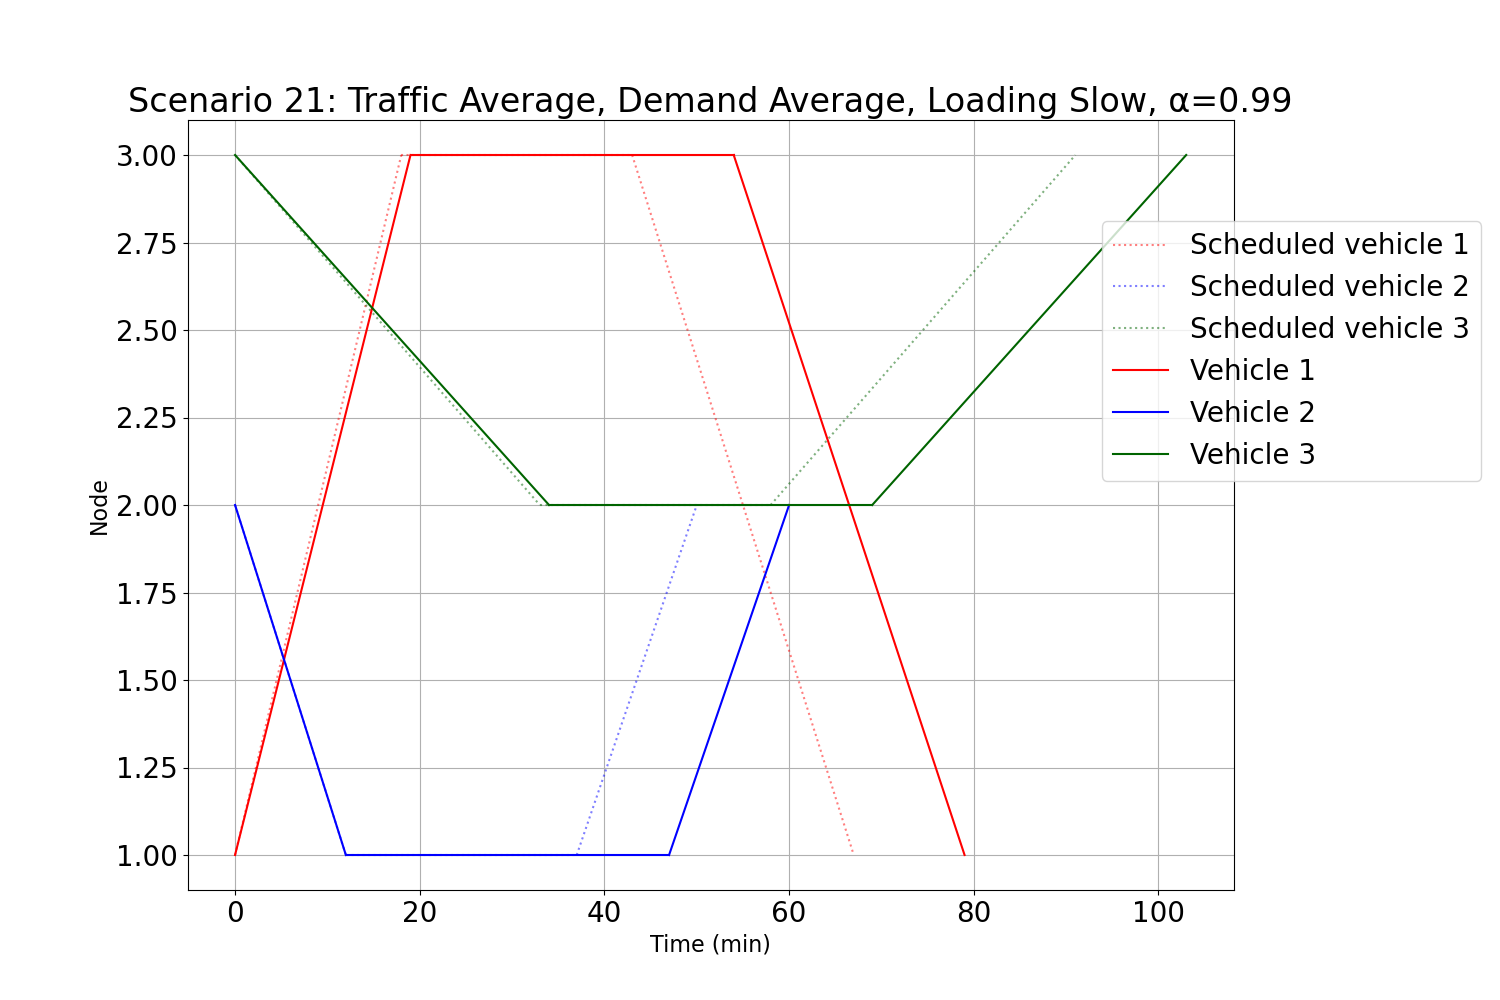 Scenario 21: Traffic Average, Demand Average, Loading Slow, α=0.99
3.00
2.75
2.50
2.25
2.00
1.75
1.50
1.25
1.00
Node
0 20 40 60 80 100
Time (min)
Scheduled vehicle 1
Scheduled vehicle 2
Scheduled vehicle 3
Vehicle 1
Vehicle 2
Vehicle 3